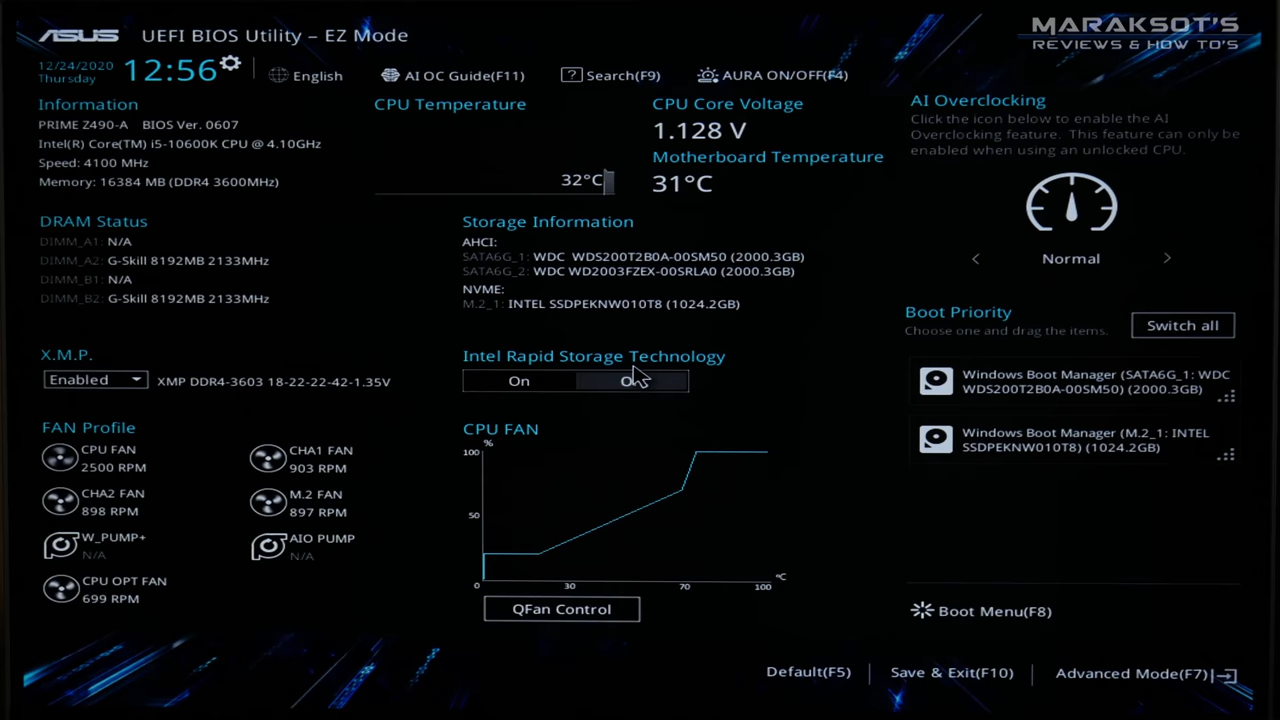 ASUS UEFI BIOS Utility – EZ Mode
MARAKSOT'S
REVIEWS & HOW TO'S
12/24/2020
Thursday
12:56
English
AI OC Guide(F11)
? Search(F9)
AURA ON/OFF(F4)
Information
PRIME Z490-A BIOS Ver. 0607
Intel(R) Core(TM) i5-10600K CPU @ 4.10GHz
Speed: 4100 MHz
Memory: 16384 MB (DDR4 3600MHz)
CPU Temperature
32°C
CPU Core Voltage
1.128 V
Motherboard Temperature
31°C
AI Overclocking
Click the icon below to enable the AI
Overclocking feature. This feature can only be
enabled when using an unlocked CPU.
Normal
DRAM Status
DIMM_A1: N/A
DIMM_A2: G-Skill 8192MB 2133MHz
DIMM_B1: N/A
DIMM_B2: G-Skill 8192MB 2133MHz
Storage Information
AHCI:
SATA6G_1: WDC WDS200T2B0A-00SM50 (2000.3GB)
SATA6G_2: WDC WD2003FZEX-00SRLA0 (2000.3GB)
NVME:
M.2_1: INTEL SSDPEKNW010T8 (1024.2GB)
X.M.P.
Enabled
XMP DDR4-3603 18-22-22-42-1.35V
Intel Rapid Storage Technology
On
Boot Priority
Choose one and drag the items.
Switch all
Windows Boot Manager (SATA6G_1: WDC
WDS200T2B0A-00SM50) (2000.3GB)
Windows Boot Manager (M.2_1: INTEL
SSDPEKNW010T8) (1024.2GB)
FAN Profile
CPU FAN
2500 RPM
CHA1 FAN
903 RPM
CHA2 FAN
898 RPM
M.2 FAN
897 RPM
W_PUMP+
N/A
AIO PUMP
N/A
CPU OPT FAN
699 RPM
CPU FAN
%
100
50
0
30
70
100
°C
QFan Control
Boot Menu(F8)
Default(F5)
Save & Exit(F10)
Advanced Mode(F7)